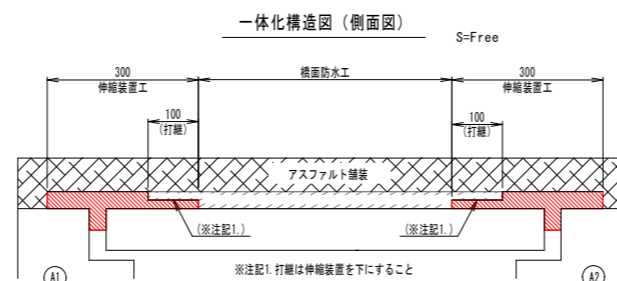 一体化構造図（側面図）
S=Free
300
伸縮装置工
橋面防水工
300
伸縮装置工
100
(打継)
100
(打継)
アスファルト舗装
(※注記1.)
(※注記1.)
※注記1. 打継は伸縮装置を下にすること
A1
A2